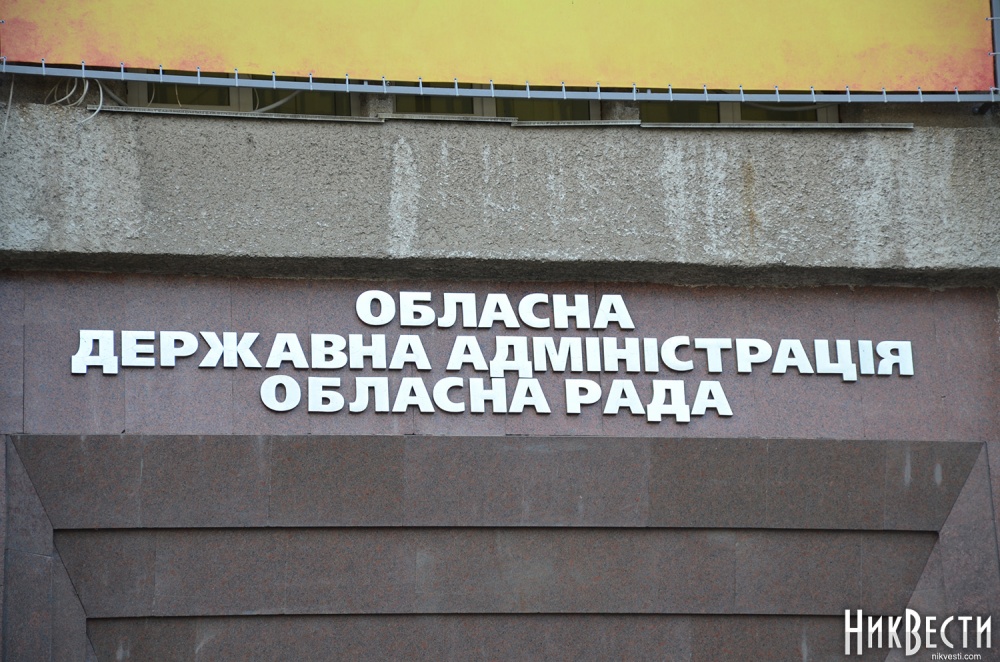 ОБЛАСНА
ДЕРЖАВНА АДМІНІСТРАЦІЯ
ОБЛАСНА РАДА
НИКВЕСТИ
nikvesti.com